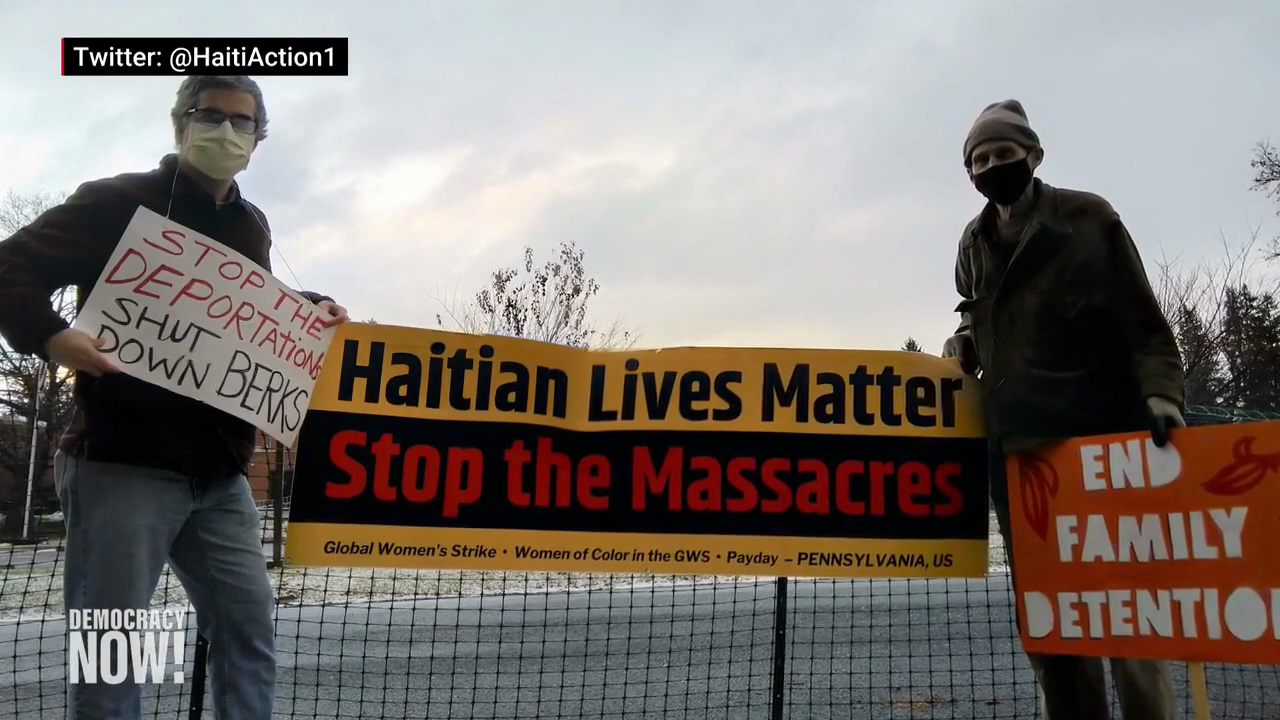 Twitter: @HaitiAction1
STOP THE
DEPORTATIONS
SHUT
DOWN BERKS
Haitian Lives Matter
Stop the Massacres
Global Women's Strike • Women of Color in the GWS • Payday – PENNSYLVANIA, US
END
FAMILY
DETENTIO
DEMOCRACY
NOW!